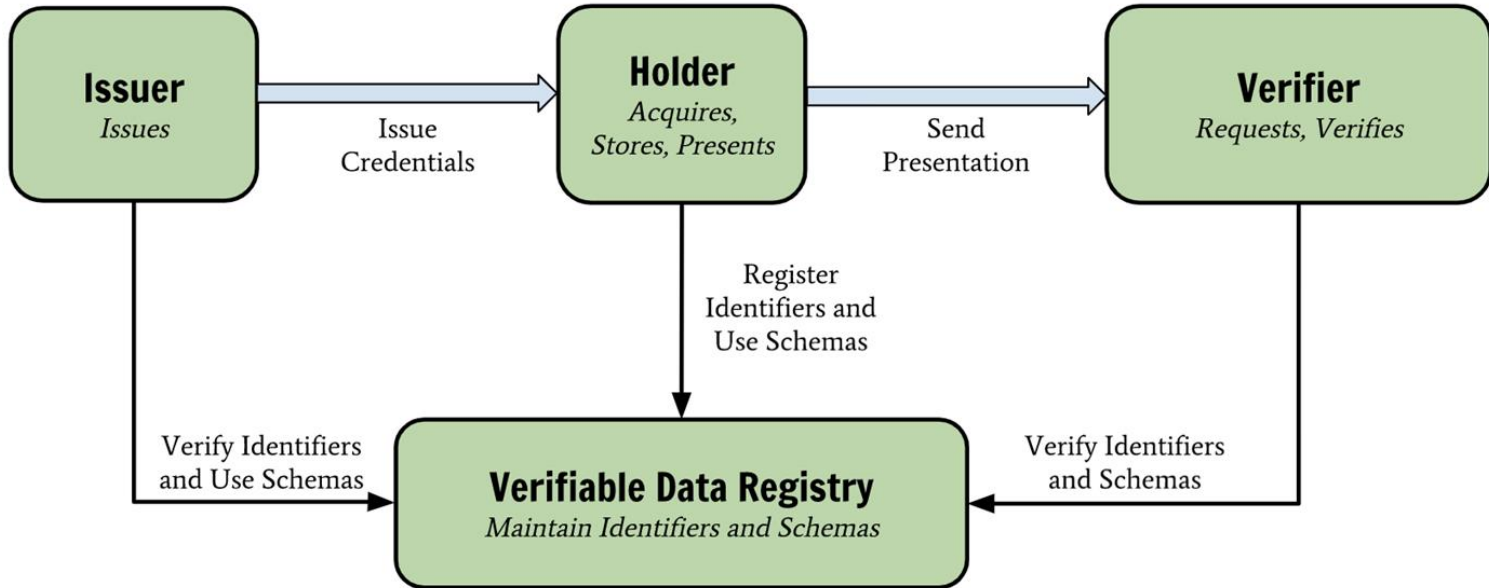 Issuer
Issues
Issue
Credentials
Holder
Acquires,
Stores, Presents
Send
Presentation
Verifier
Requests, Verifies
Register
Identifiers and
Use Schemas
Verify Identifiers
and Use Schemas
Verifiable Data Registry
Maintain Identifiers and Schemas
Verify Identifiers
and Schemas